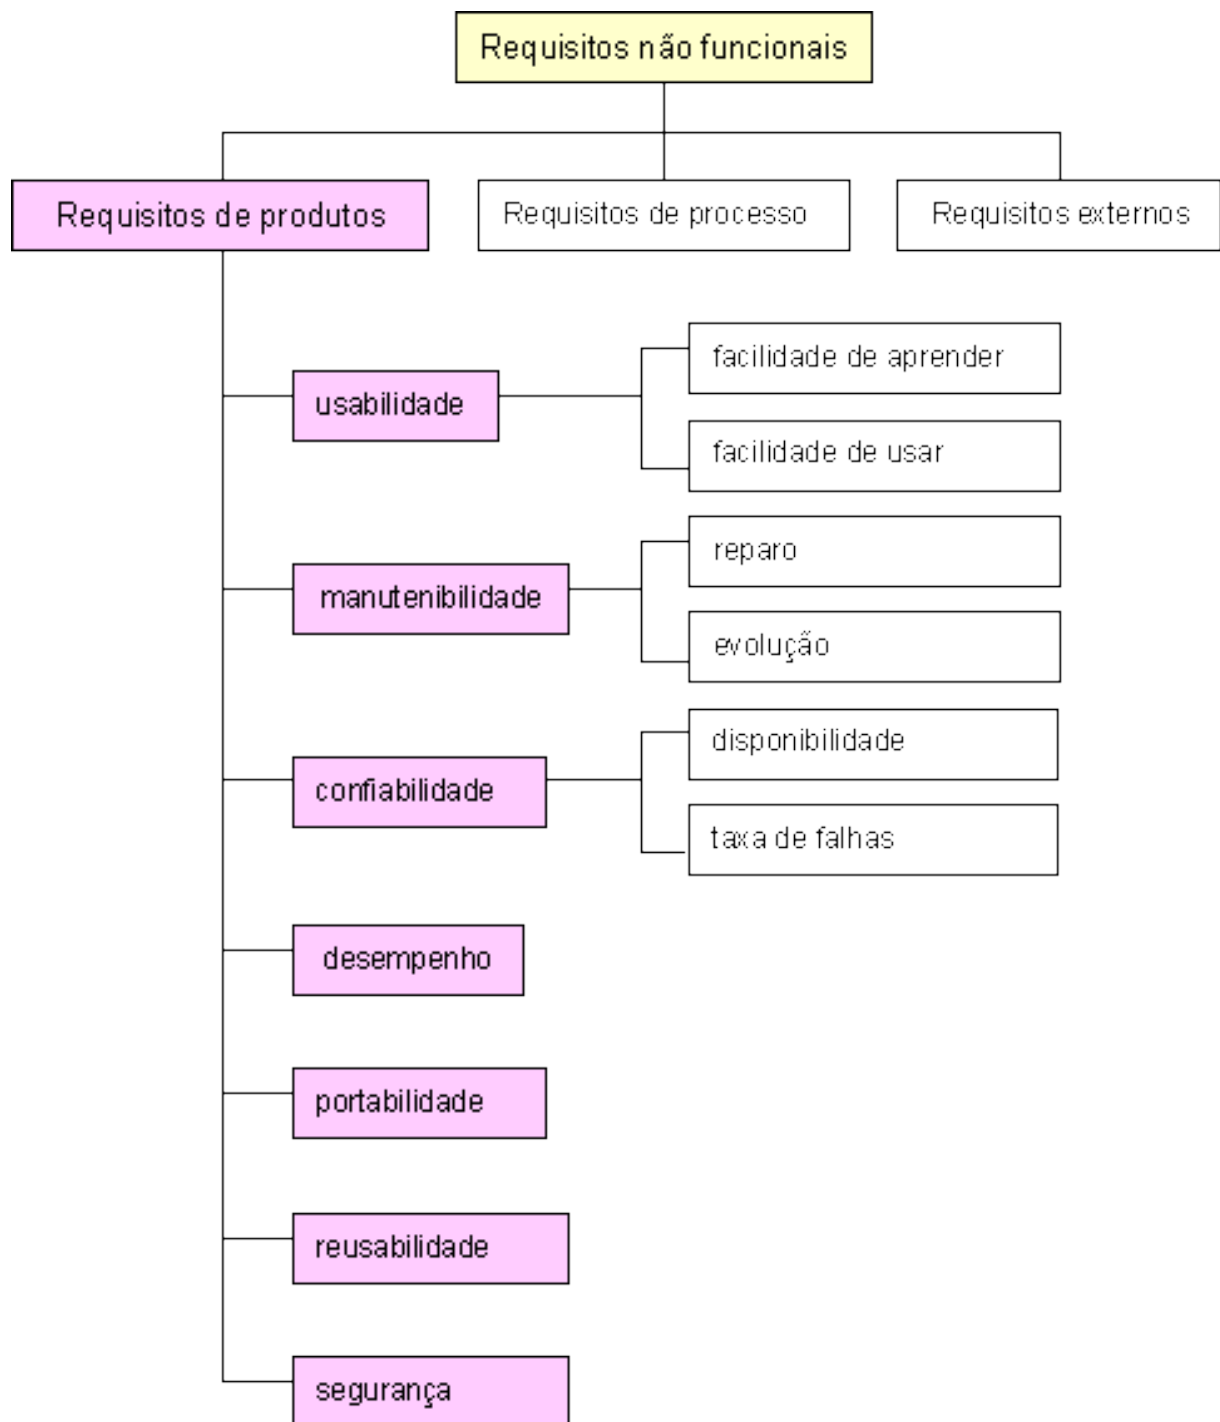 Requisitos não funcionais
Requisitos de produtos
Requisitos de processo
Requisitos externos
usabilidade
facilidade de aprender
facilidade de usar
manutenibilidade
reparo
evolução
confiabilidade
disponibilidade
taxa de falhas
desempenho
portabilidade
reusabilidade
segurança